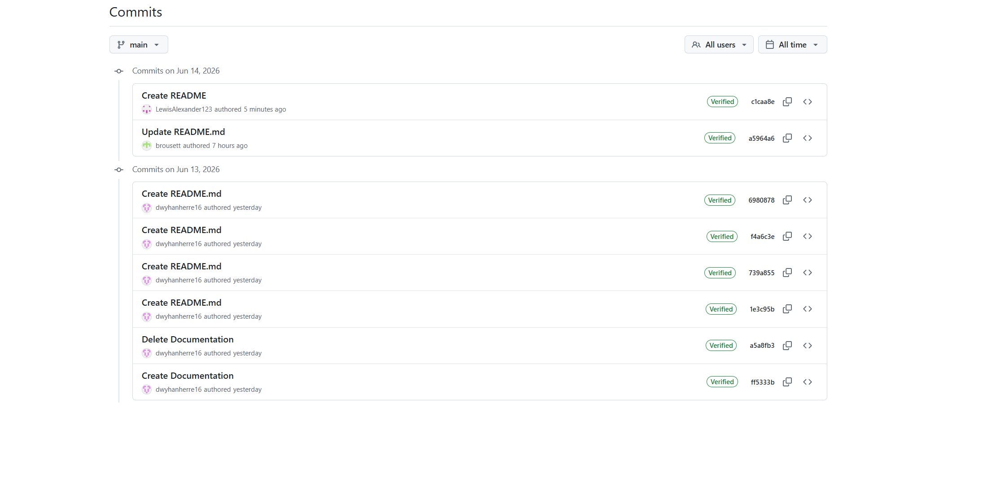 Commits
main
All users
All time
Commits on Jun 14, 2026
Create README
Verified
c1caa8e
LewisAlexander123 authored 5 minutes ago
Update README.md
Verified
a5964a6
brousett authored 7 hours ago
Commits on Jun 13, 2026
Create README.md
Verified
6980878
dwyhanherre16 authored yesterday
Create README.md
Verified
f4a6c3e
dwyhanherre16 authored yesterday
Create README.md
Verified
739a855
dwyhanherre16 authored yesterday
Create README.md
Verified
1e3c95b
dwyhanherre16 authored yesterday
Delete Documentation
Verified
a5a8fb3
dwyhanherre16 authored yesterday
Create Documentation
Verified
ff5333b
dwyhanherre16 authored yesterday